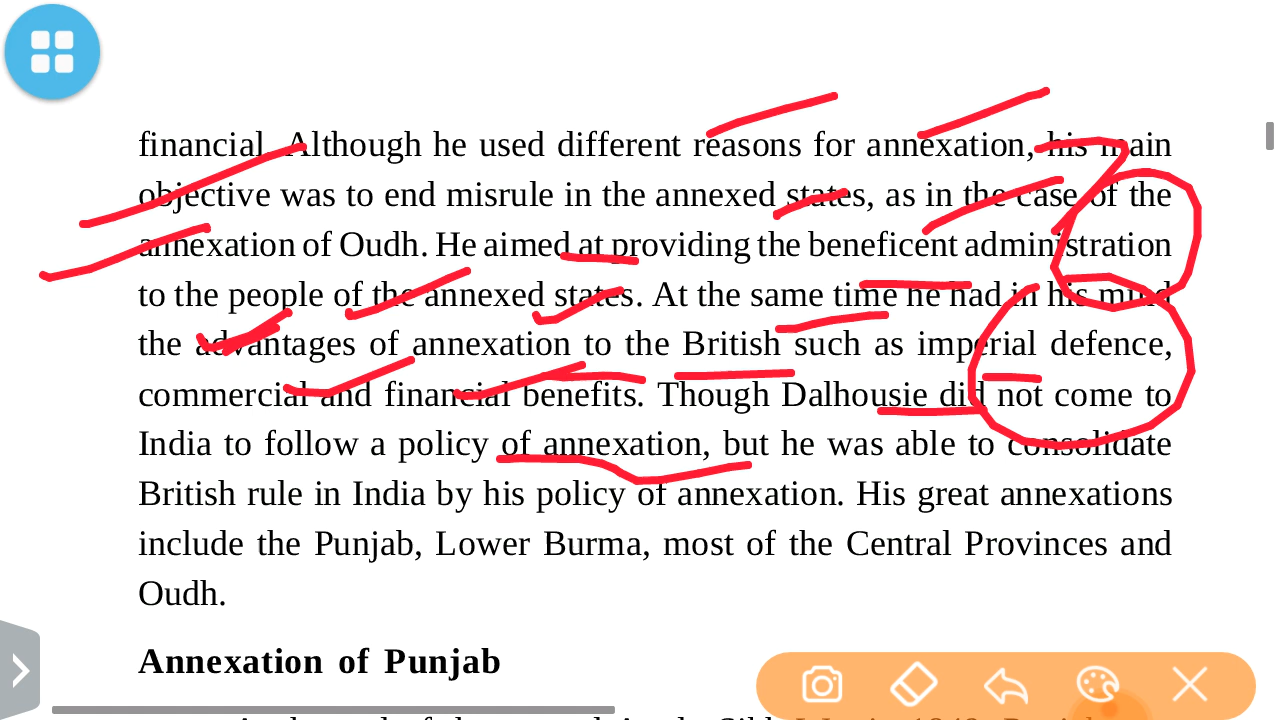 financial. Although he used different reasons for annexation, his main
objective was to end misrule in the annexed states, as in the case of the
annexation of Oudh. He aimed at providing the beneficent administration
to the people of the annexed states. At the same time he had in his mind
the advantages of annexation to the British such as imperial defence,
commercial and financial benefits. Though Dalhousie did not come to
India to follow a policy of annexation, but he was able to consolidate
British rule in India by his policy of annexation. His great annexations
include the Punjab, Lower Burma, most of the Central Provinces and
Oudh.
Annexation of Punjab